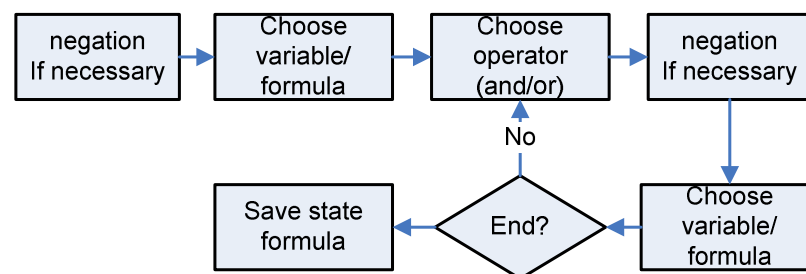 negation
If necessary
Choose
variable/
formula
Choose
operator
(and/or)
negation
If necessary
No
Save state
formula
End?
Choose
variable/
formula